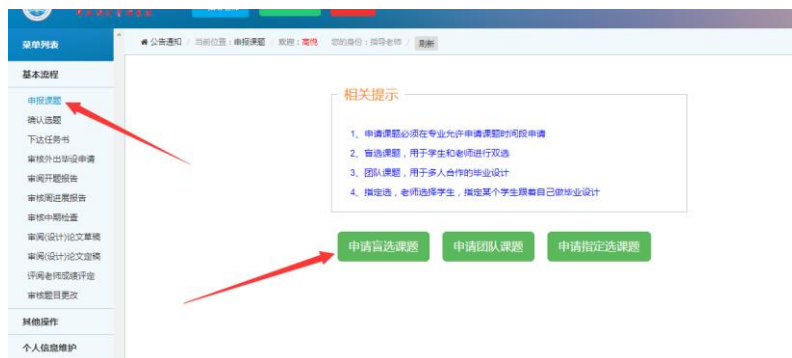 菜单列表
公告通知 / 当前位置：申报课题 / 欢迎：高悦 您的身份：指导老师 / 刷新
基本流程
申报课题
确认选题
下达任务书
审核外出毕设申请
审阅开题报告
审核周进展报告
审核中期检查
审阅(设计)论文草稿
审阅(设计)论文定稿
评阅老师成绩评定
审核题目更改
其他操作
个人信息维护
相关提示
1、申请课题必须在专业允许申请课题时间段申请
2、盲选课题，用于学生和老师进行双选
3、团队课题，用于多人合作的毕业设计
4、指定选，老师选择学生，指定某个学生跟着自己做毕业设计
申请盲选课题 申请团队课题 申请指定选课题